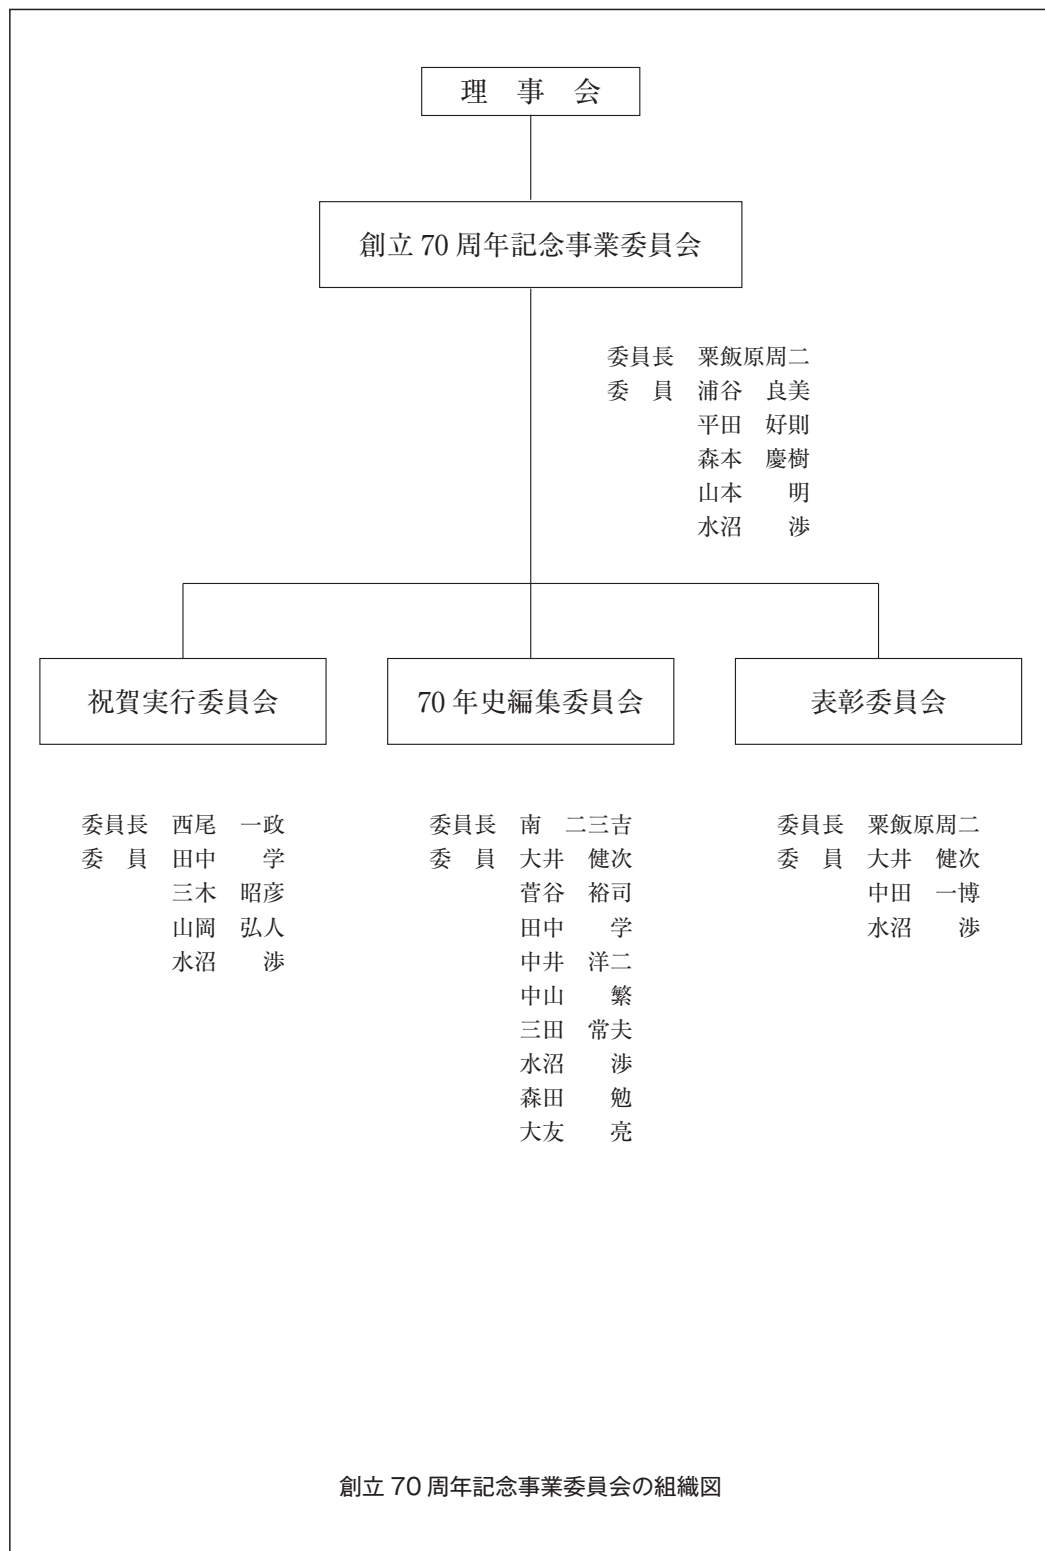 理　事　会
創立 70 周年記念事業委員会
委員長　粟飯原周二
委　員　浦谷　良美
平田　好則
森本　慶樹
山本　　明
水沼　　渉
祝賀実行委員会
委員長　西尾　一政
委　員　田中　　学
三木　昭彦
山岡　弘人
水沼　　渉
70 年史編集委員会
委員長　南　二三吉
委　員　大井　健次
菅谷　裕司
田中　　学
中井　洋二
中山　　繁
三田　常夫
水沼　　渉
森田　　勉
大友　　亮
表彰委員会
委員長　粟飯原周二
委　員　大井　健次
中田　一博
水沼　　渉
創立 70 周年記念事業委員会の組織図